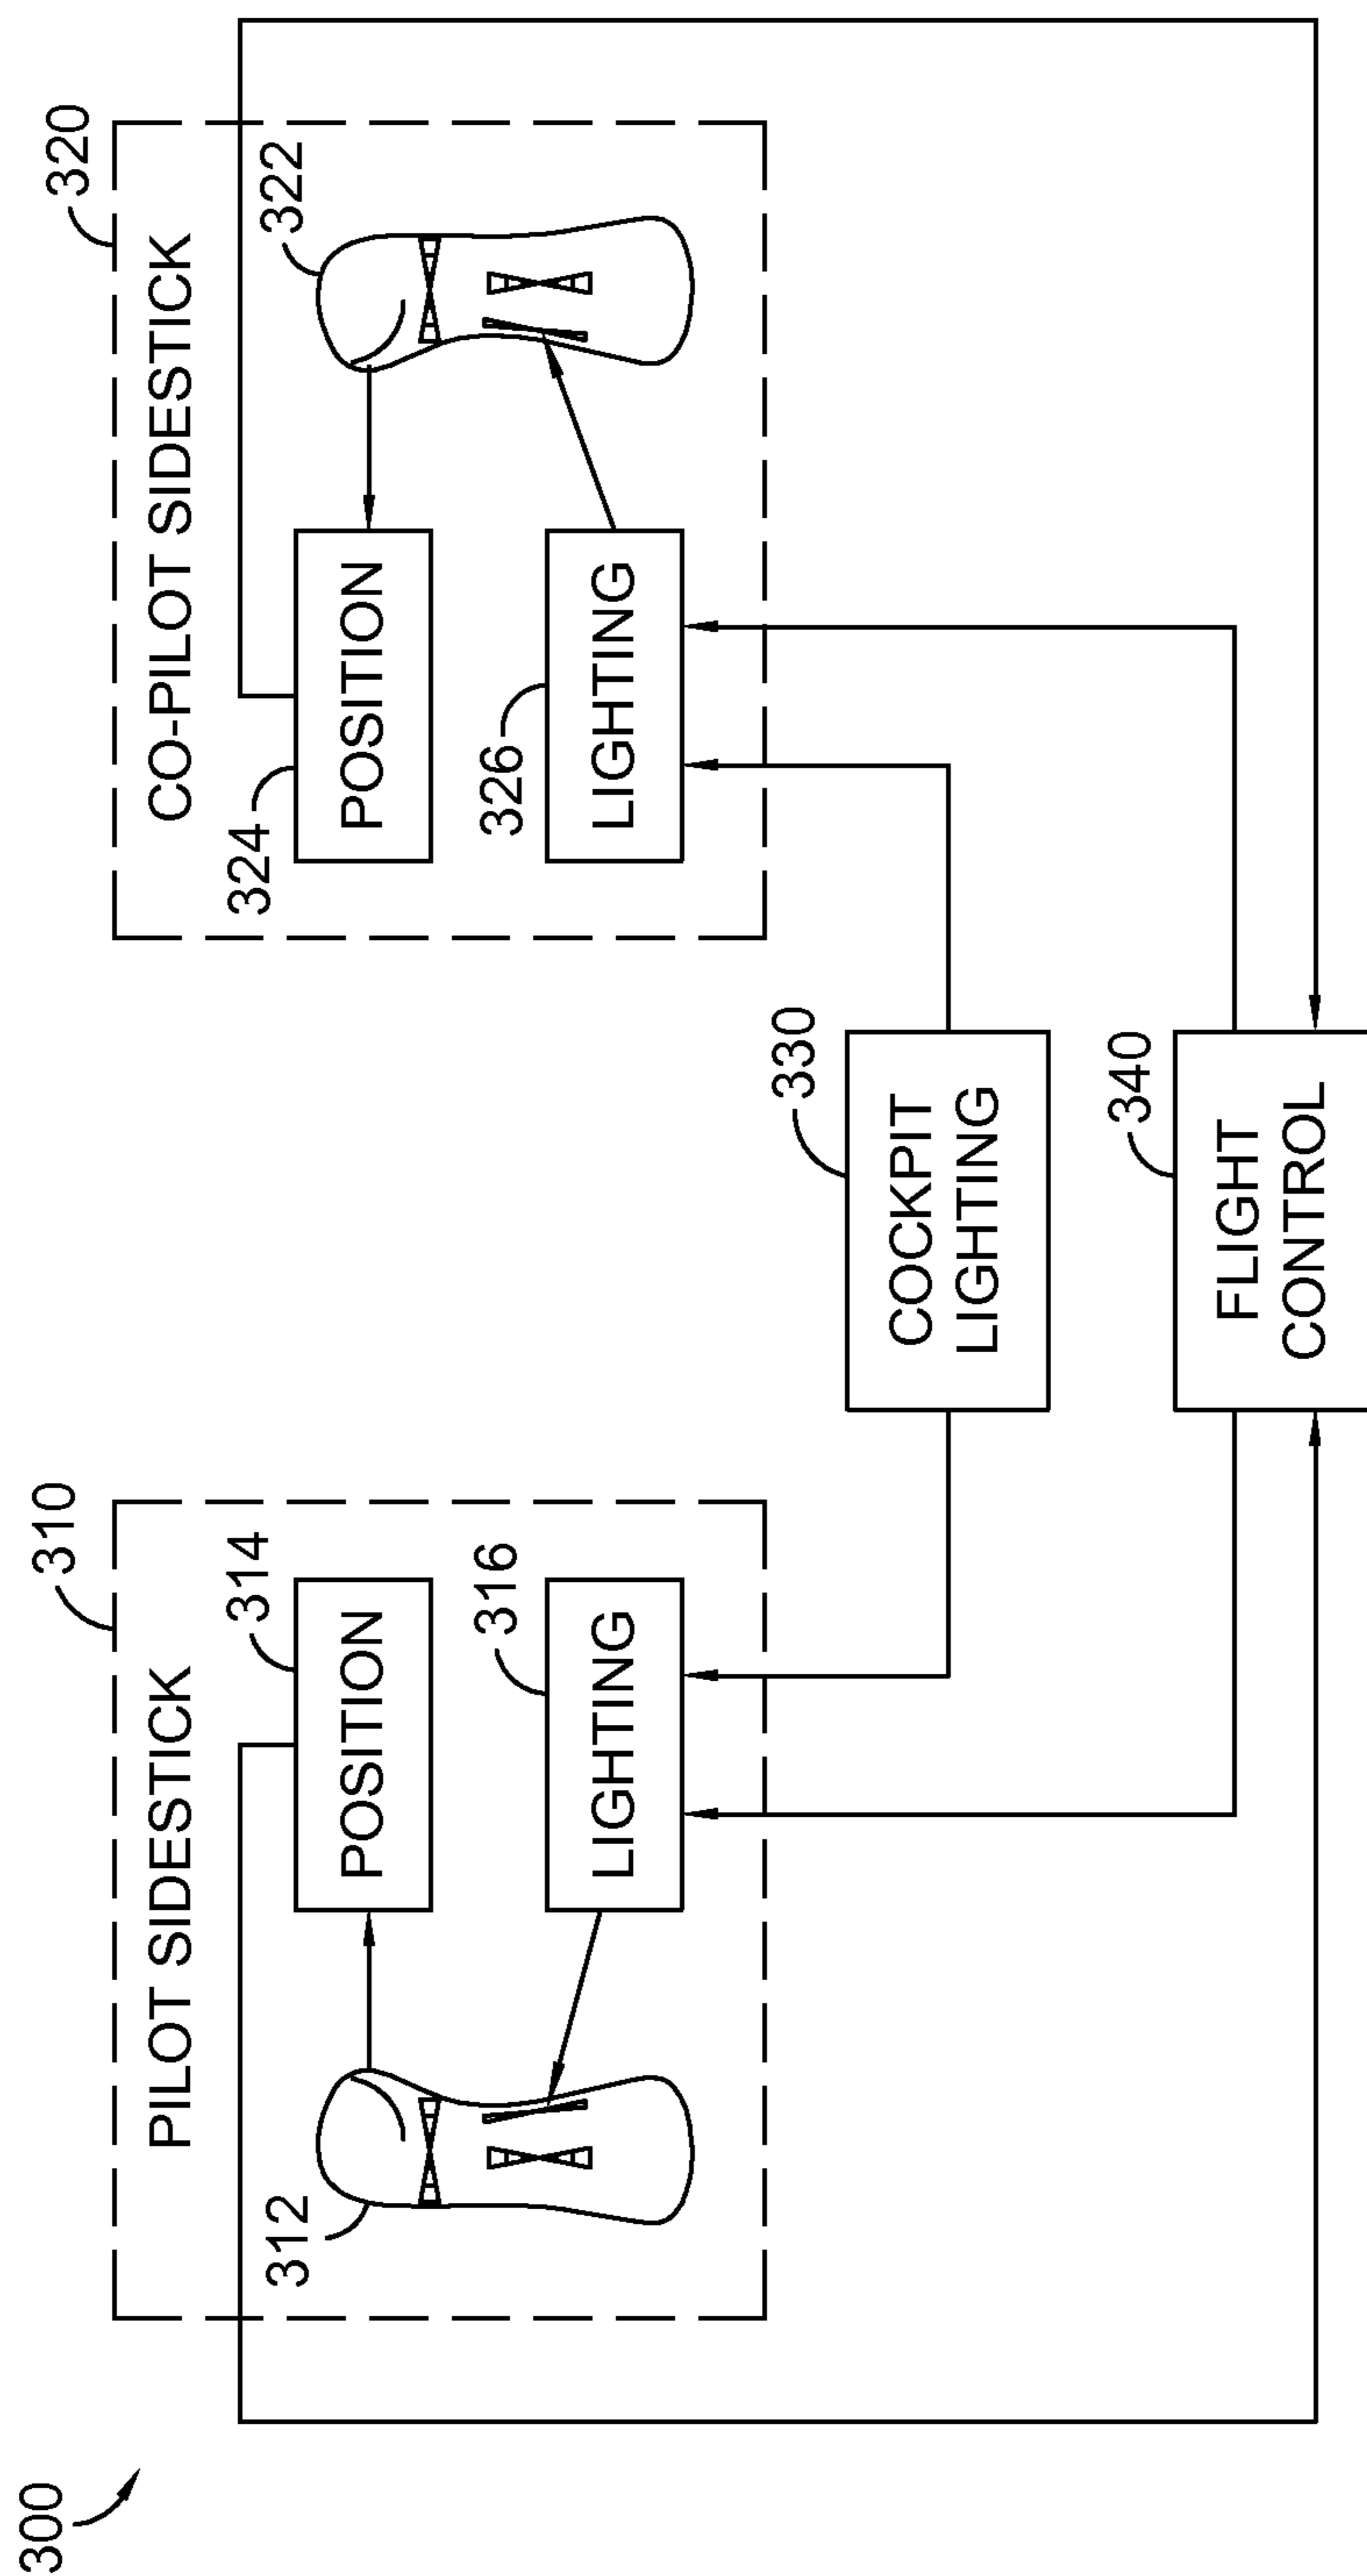 300
310
PILOT SIDESTICK
312
314
POSITION
316
LIGHTING
320
CO-PILOT SIDESTICK
322
324
POSITION
326
LIGHTING
330
COCKPIT
LIGHTING
340
FLIGHT
CONTROL